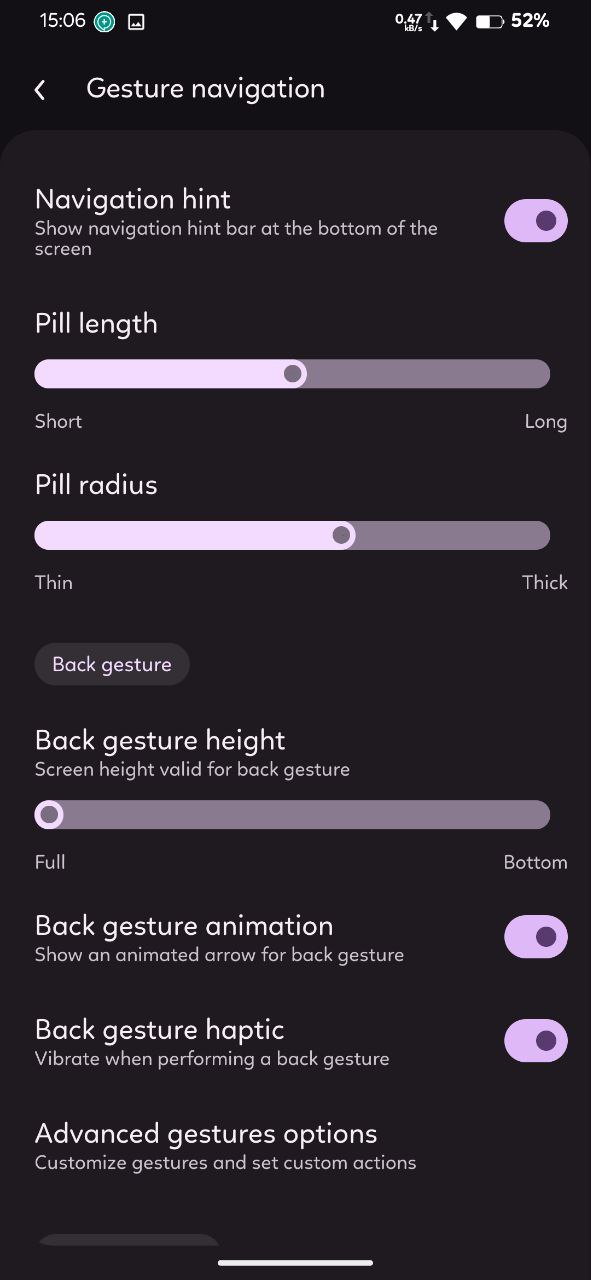 15:06
0.47 kB/s
52%
Gesture navigation
Navigation hint
Show navigation hint bar at the bottom of the
screen
Pill length
Short Long
Pill radius
Thin Thick
Back gesture
Back gesture height
Screen height valid for back gesture
Full Bottom
Back gesture animation
Show an animated arrow for back gesture
Back gesture haptic
Vibrate when performing a back gesture
Advanced gestures options
Customize gestures and set custom actions